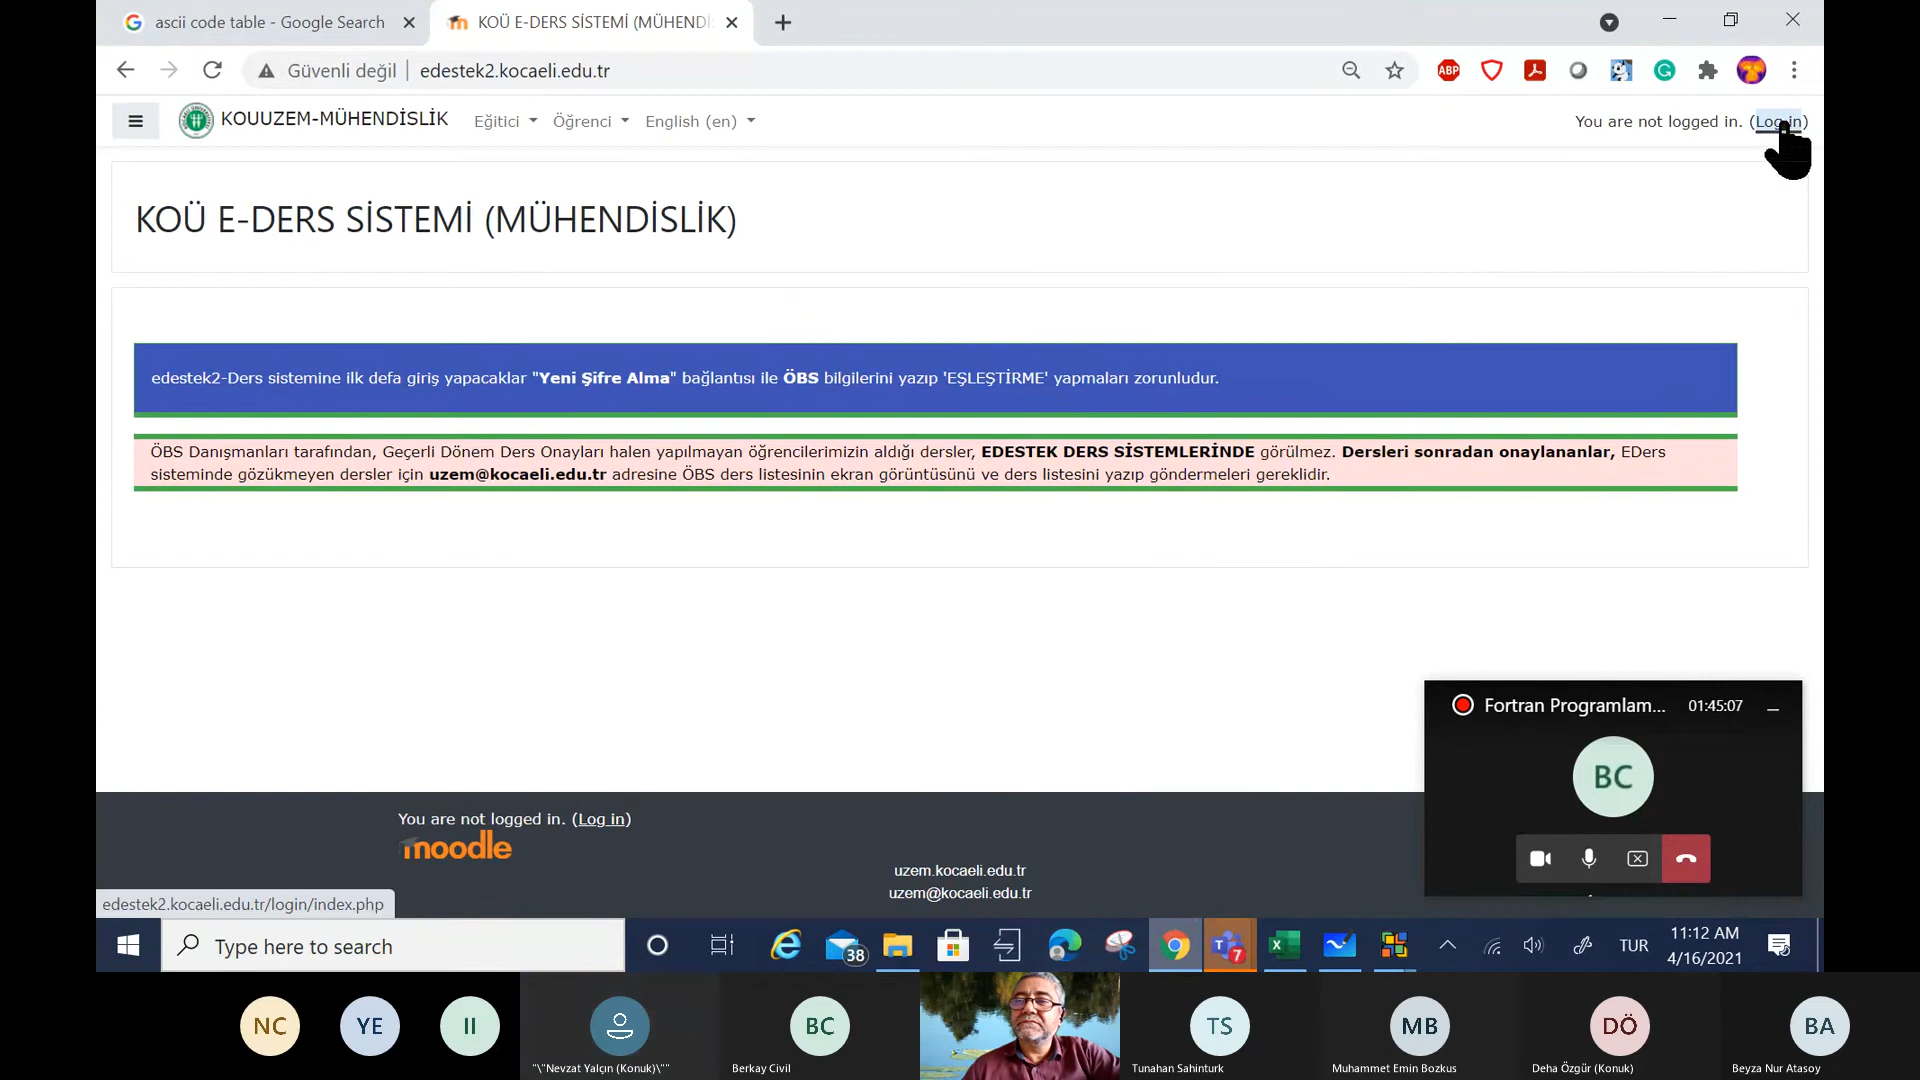 ascii code table - Google Search
KOÜ E-DERS SİSTEMİ (MÜHENDİ
Güvenli değil
edestek2.kocaeli.edu.tr
ABP
KOUUZEM-MÜHENDİSLİK
Eğitici
Öğrenci
English (en)
You are not logged in. (Log in)
KOÜ E-DERS SİSTEMİ (MÜHENDİSLİK)
edestek2-Ders sistemine ilk defa giriş yapacaklar "Yeni Şifre Alma" bağlantısı ile ÖBS bilgilerini yazıp 'EŞLEŞTİRME' yapmaları zorunludur.
ÖBS Danışmanları tarafından, Geçerli Dönem Ders Onayları halen yapılmayan öğrencilerimizin aldığı dersler, EDESTEK DERS SİSTEMLERİNDE görülmez. Dersleri sonradan onaylananlar, EDers
sisteminde gözükmeyen dersler için uzem@kocaeli.edu.tr adresine ÖBS ders listesinin ekran görüntüsünü ve ders listesini yazıp göndermeleri gereklidir.
Fortran Programlam...
01:45:07
BC
You are not logged in. (Log in)
moodle
uzem.kocaeli.edu.tr
uzem@kocaeli.edu.tr
edestek2.kocaeli.edu.tr/login/index.php
Type here to search
38
7
TUR
11:12 AM
4/16/2021
NC
YE
II
BC
TS
MB
DÖ
BA
"\"Nevzat Yalçın (Konuk)\""
Berkay Civil
Tunahan Sahinturk
Muhammet Emin Bozkus
Deha Özgür (Konuk)
Beyza Nur Atasoy